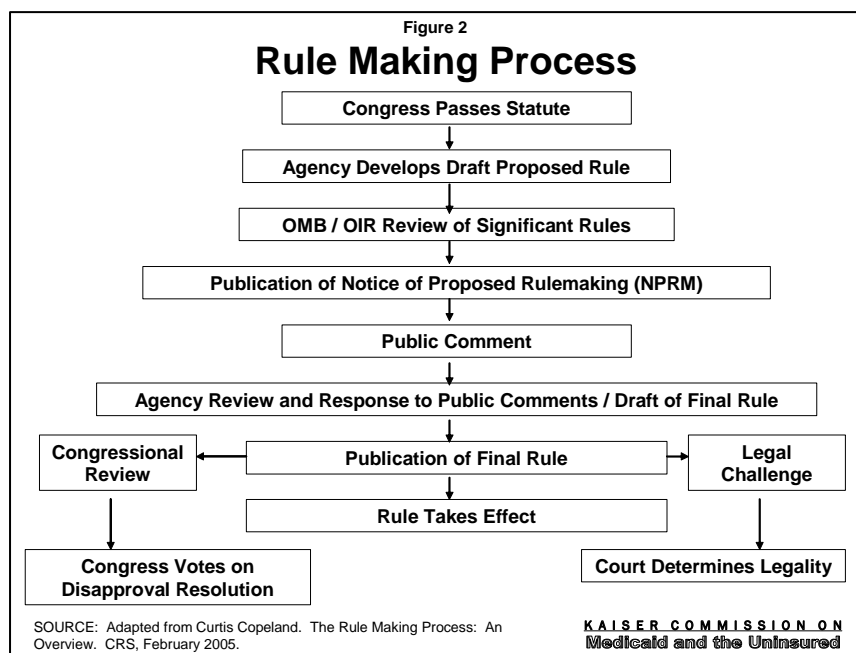 Figure 2
Rule Making Process
Congress Passes Statute
Agency Develops Draft Proposed Rule
OMB / OIR Review of Significant Rules
Publication of Notice of Proposed Rulemaking (NPRM)
Public Comment
Agency Review and Response to Public Comments / Draft of Final Rule
Congressional
Review
Publication of Final Rule
Legal
Challenge
Rule Takes Effect
Congress Votes on
Disapproval Resolution
Court Determines Legality
SOURCE: Adapted from Curtis Copeland. The Rule Making Process: An
Overview. CRS, February 2005.
KAISER COMMISSION ON
Medicaid and the Uninsured